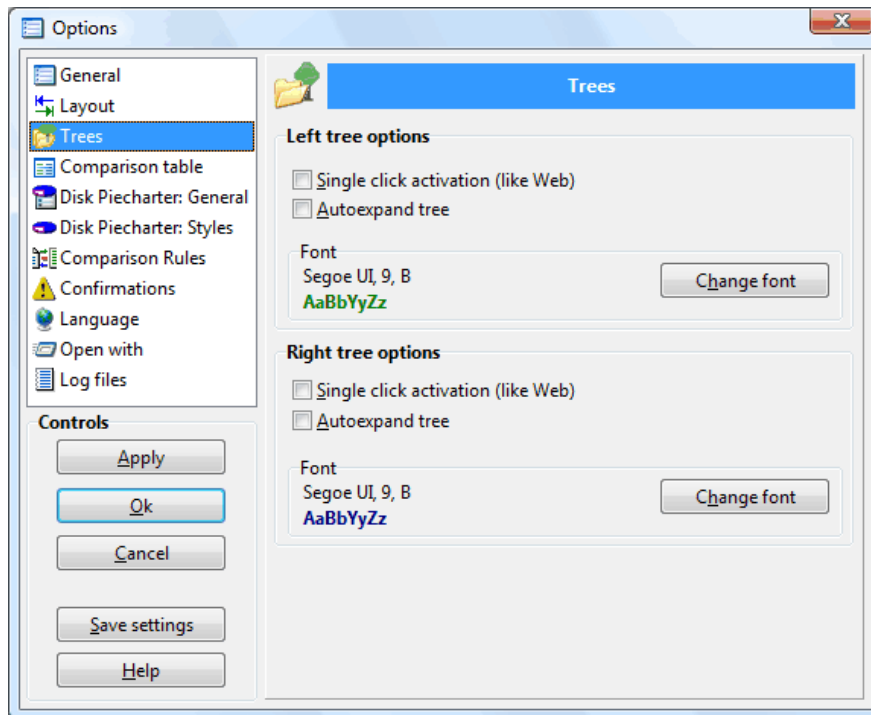 Options
General
Layout
Trees
Comparison table
Disk Piecharter: General
Disk Piecharter: Styles
Comparison Rules
Confirmations
Language
Open with
Log files
Controls
Apply
Ok
Cancel
Save settings
Help
Trees
Left tree options
Single click activation (like Web)
Autoexpand tree
Font
Segoe UI, 9, B
AaBbYyZz
Change font
Right tree options
Single click activation (like Web)
Autoexpand tree
Font
Segoe UI, 9, B
AaBbYyZz
Change font